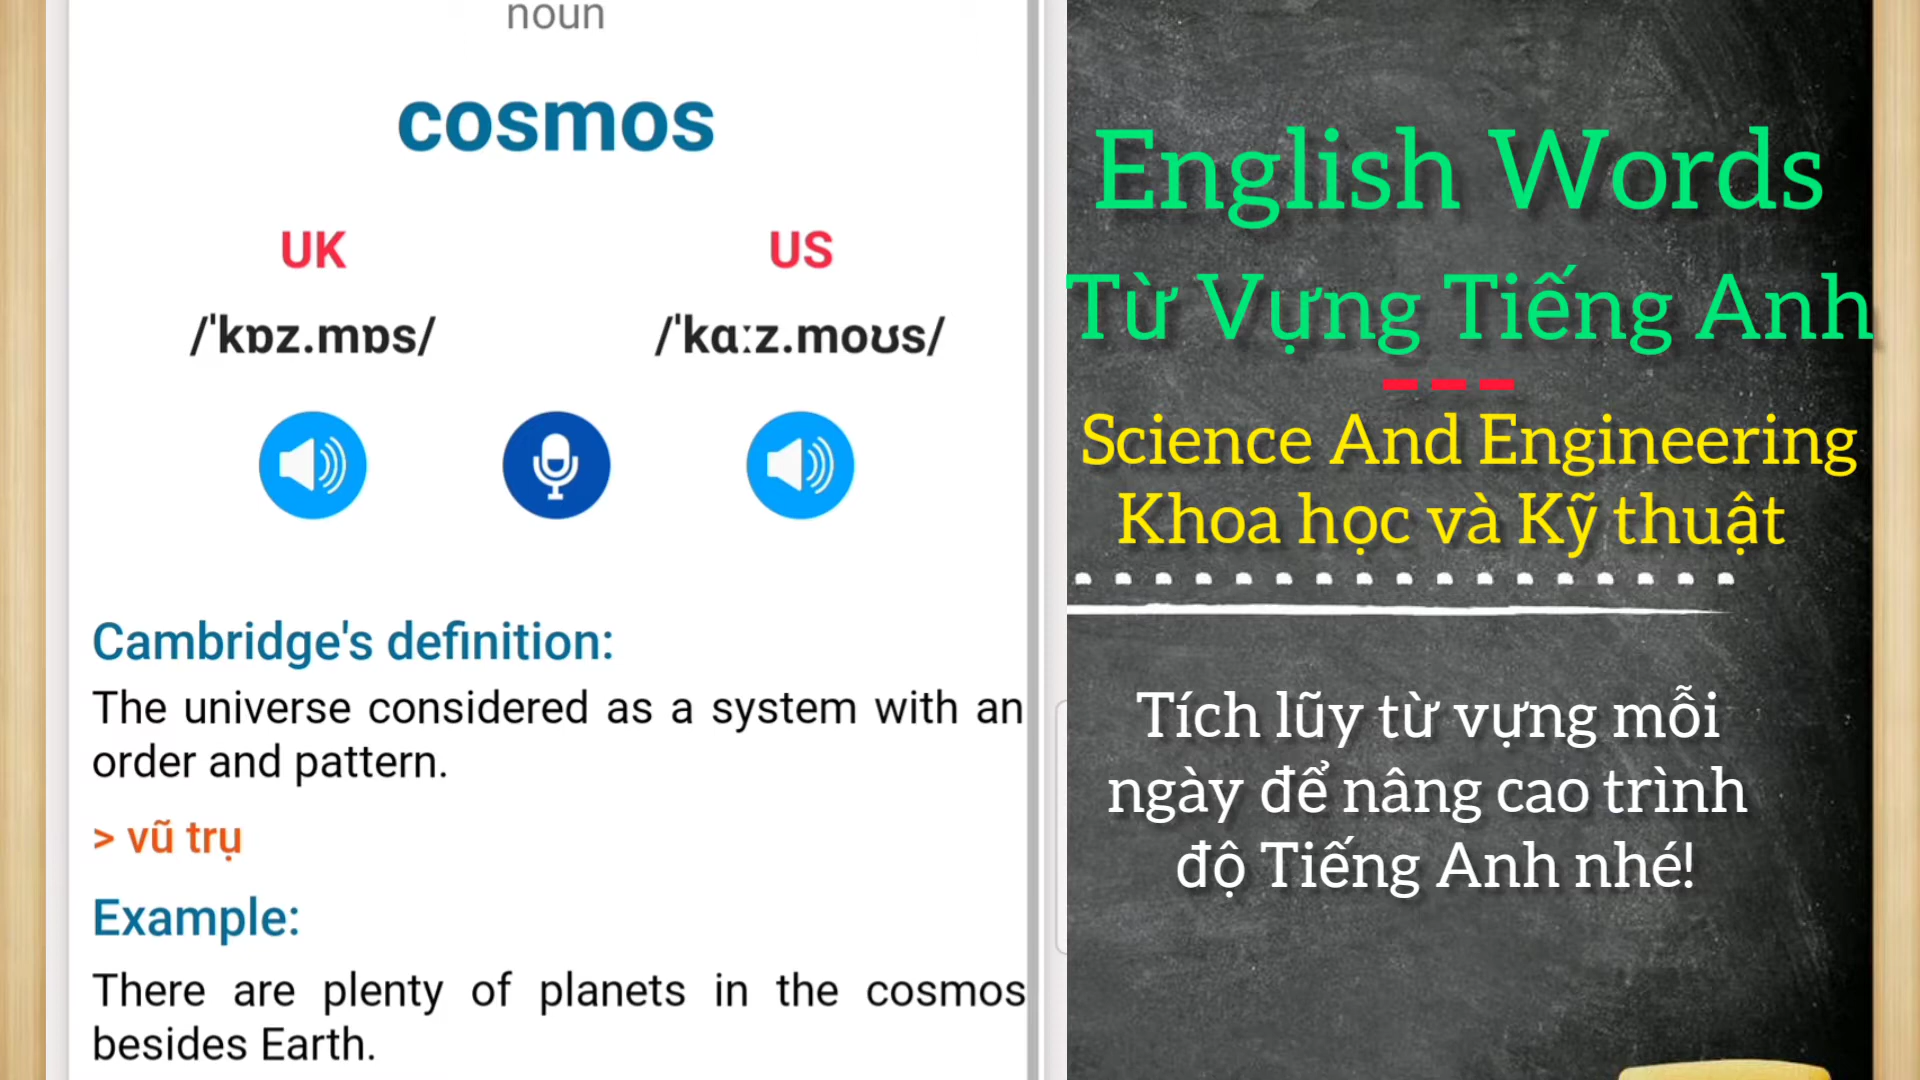 noun
cosmos
UK US
/ˈkɒz.mɒs/ /ˈkɑːz.moʊs/
Cambridge's definition:
The universe considered as a system with an
order and pattern.
> vũ trụ
Example:
There are plenty of planets in the cosmos
besides Earth.
English Words
Từ Vựng Tiếng Anh
Science And Engineering
Khoa học và Kỹ thuật
Tích lũy từ vựng mỗi
ngày để nâng cao trình
độ Tiếng Anh nhé!